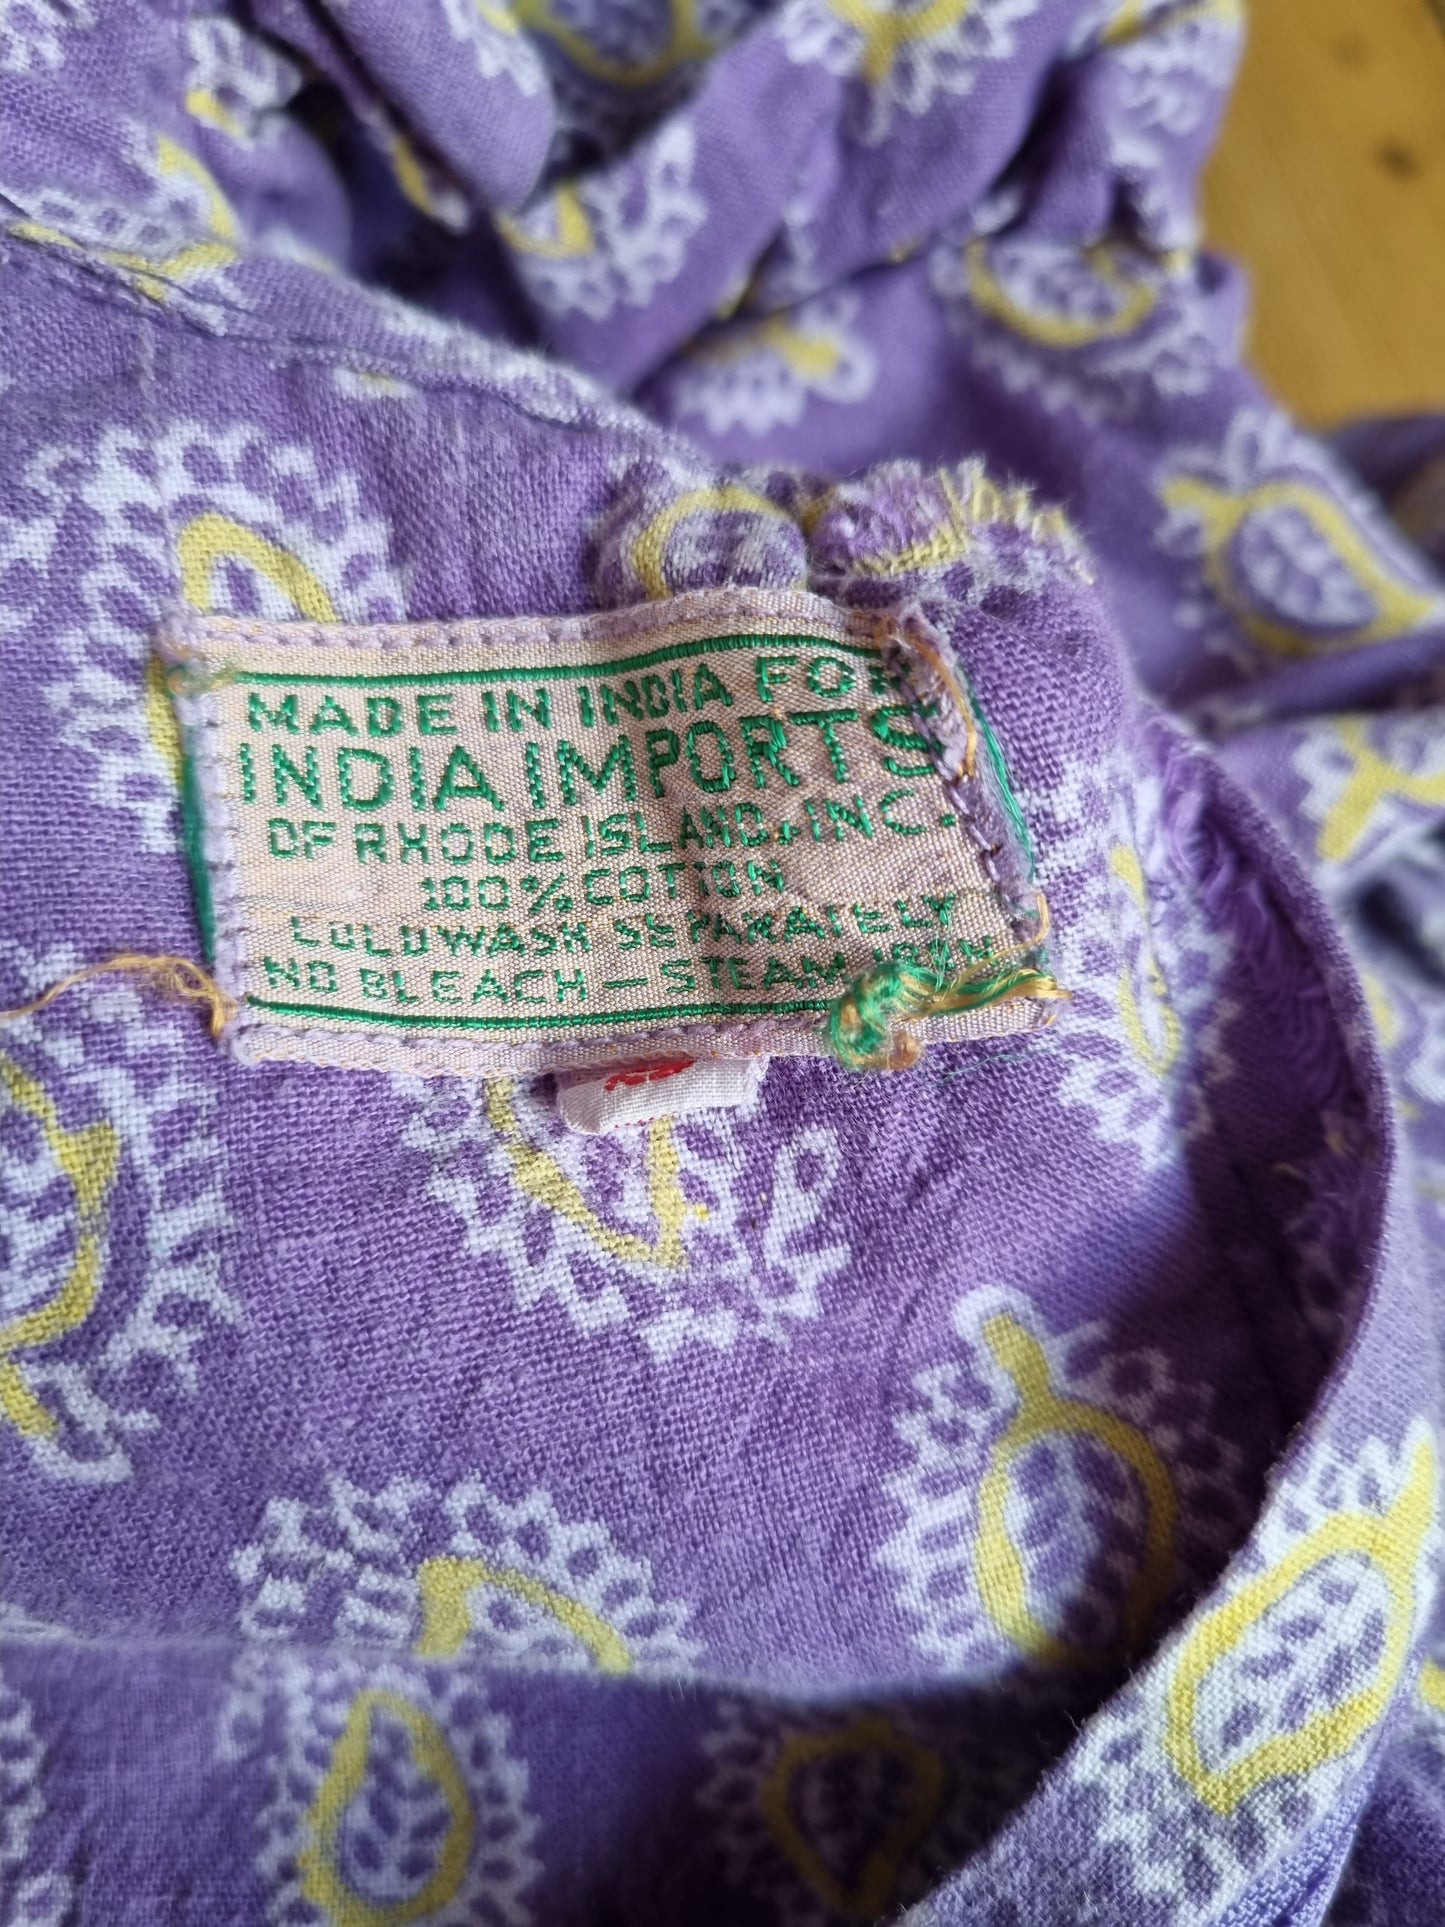 MADE IN INDIA FOR
INDIA IMPORTS
OF RHODE ISLAND, INC.
100% COTTON
COLD WASH SEPARATELY
NO BLEACH — STEAM IRON